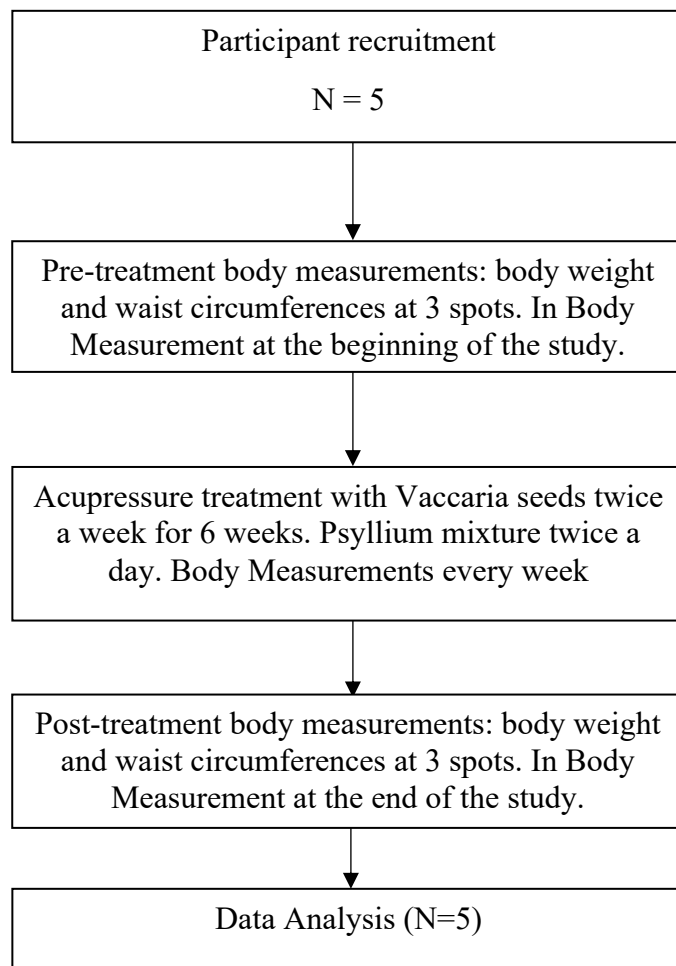 Participant recruitment
N = 5
Pre-treatment body measurements: body weight
and waist circumferences at 3 spots. In Body
Measurement at the beginning of the study.
Acupressure treatment with Vaccaria seeds twice
a week for 6 weeks. Psyllium mixture twice a
day. Body Measurements every week
Post-treatment body measurements: body weight
and waist circumferences at 3 spots. In Body
Measurement at the end of the study.
Data Analysis (N=5)